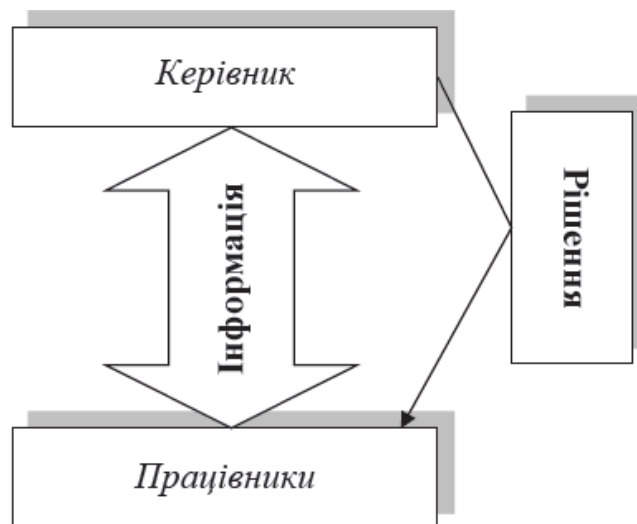 Керівник
Інформація
Рішення
Працівники